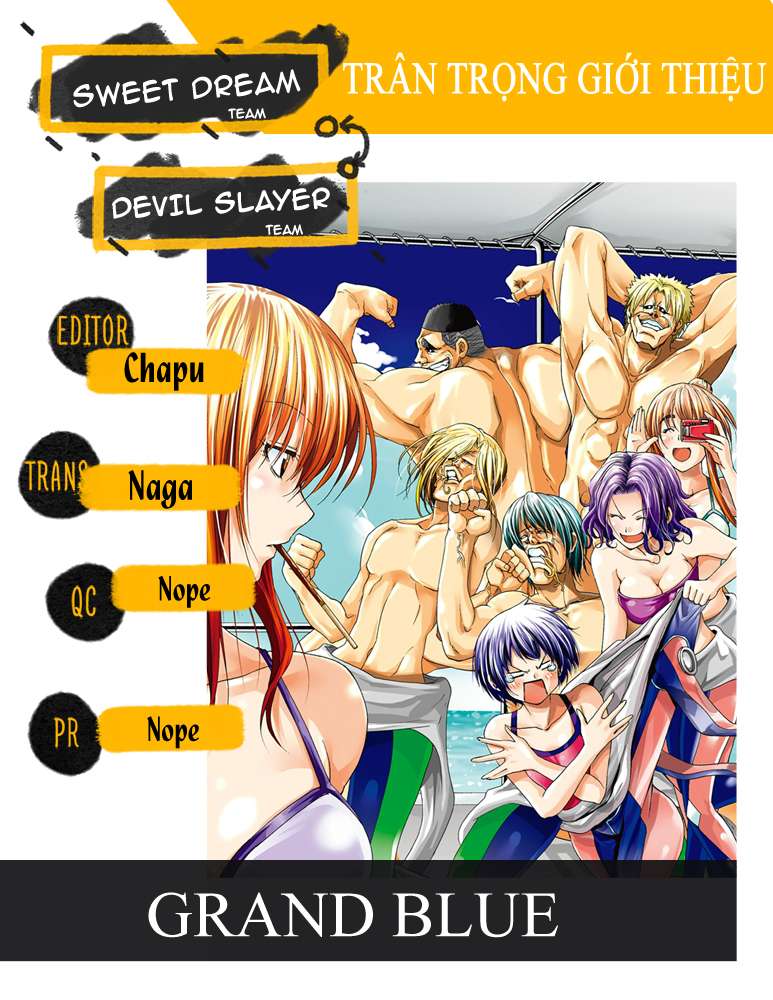 SWEET DREAM
TEAM
TRÂN TRỌNG GIỚI THIỆU
DEVIL SLAYER
TEAM
EDITOR
Chapu
TRANS
Naga
QC
Nope
PR
Nope
GRAND BLUE